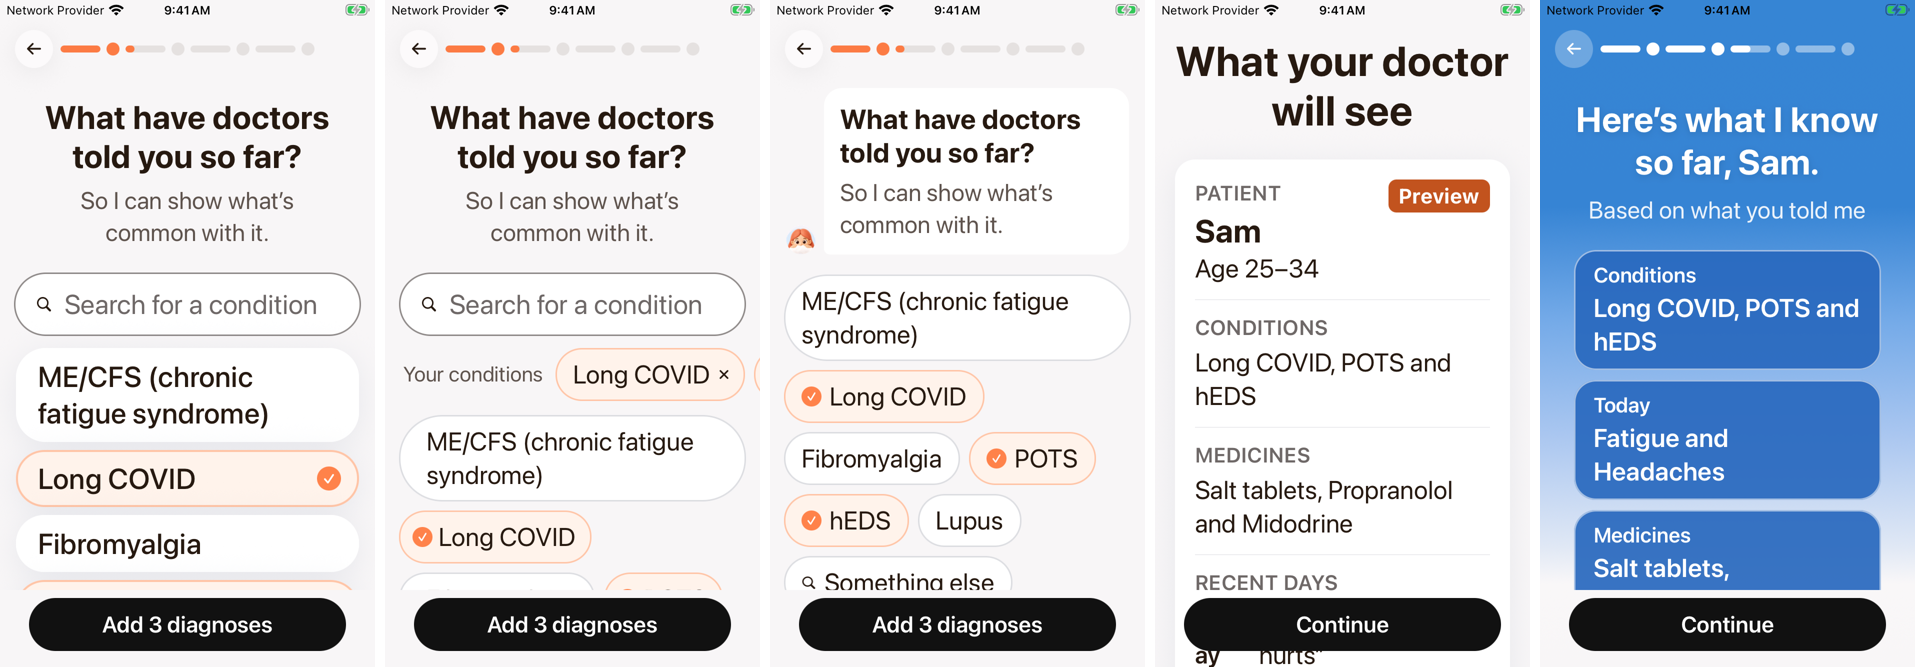 Network Provider 9:41 AM
What have doctors
told you so far?
So I can show what's
common with it.
Search for a condition
ME/CFS (chronic
fatigue syndrome)
Long COVID
Fibromyalgia
Add 3 diagnoses
Network Provider 9:41 AM
What have doctors
told you so far?
So I can show what's
common with it.
Search for a condition
Your conditions Long COVID ×
ME/CFS (chronic fatigue
syndrome)
Long COVID
Add 3 diagnoses
Network Provider 9:41 AM
What have doctors
told you so far?
So I can show what's
common with it.
ME/CFS (chronic fatigue
syndrome)
Long COVID
Fibromyalgia POTS
hEDS Lupus
Something else
Add 3 diagnoses
Network Provider 9:41 AM
What your doctor
will see
PATIENT Preview
Sam
Age 25–34
CONDITIONS
Long COVID, POTS and
hEDS
MEDICINES
Salt tablets, Propranolol
and Midodrine
RECENT DAYS
Continue
ay hurts"
Network Provider 9:41 AM
Here's what I know
so far, Sam.
Based on what you told me
Conditions
Long COVID, POTS and
hEDS
Today
Fatigue and
Headaches
Medicines
Salt tablets,
Continue